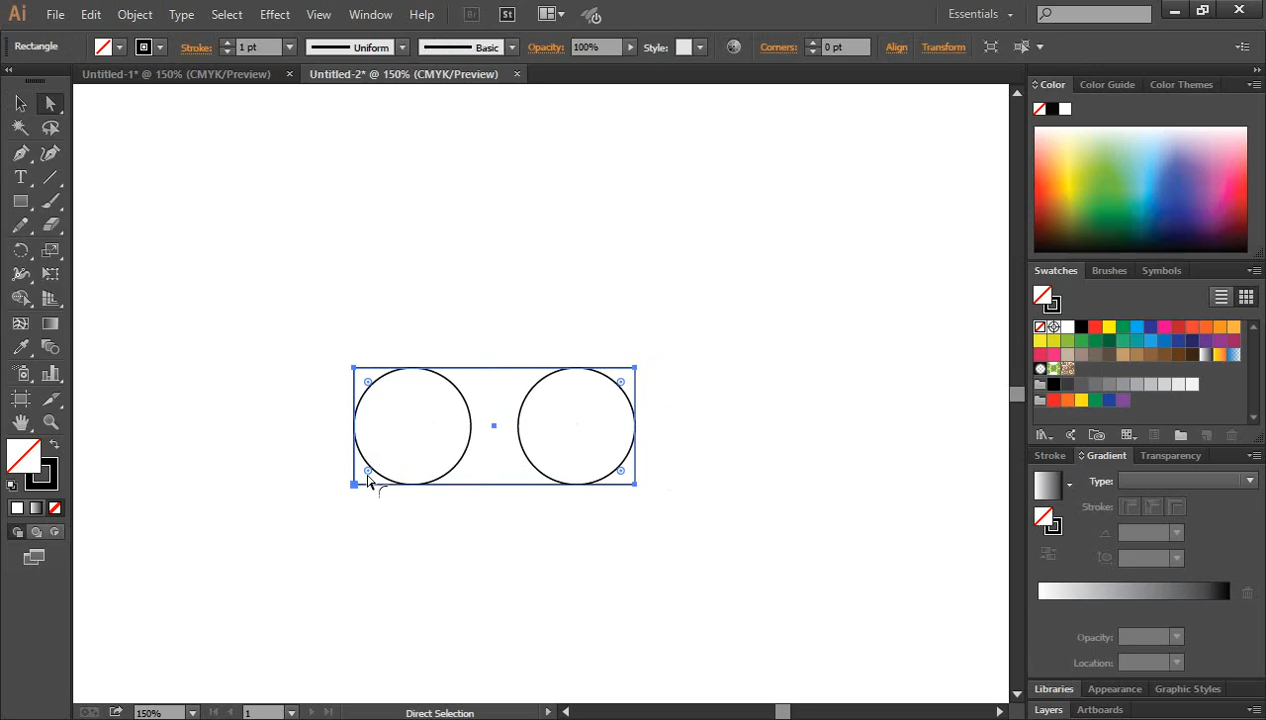 Ai File Edit Object Type Select Effect View Window Help Br St Essentials
Rectangle Stroke: 1 pt Uniform Basic Opacity: 100% Style: Corners: 0 pt Align Transform
Untitled-1* @ 150% (CMYK/Preview) × Untitled-2* @ 150% (CMYK/Preview) ×
Color Color Guide Color Themes
T
Swatches Brushes Symbols
Stroke Gradient Transparency
Type:
Stroke:
Opacity:
Location:
Libraries Appearance Graphic Styles
Layers Artboards
150% 1 Direct Selection